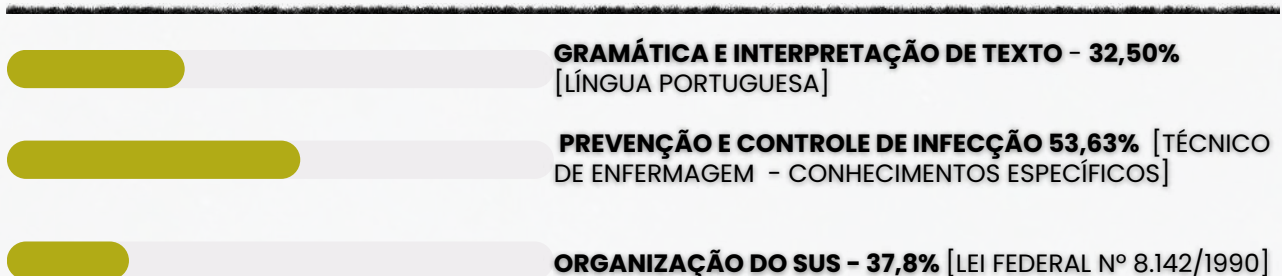 GRAMÁTICA E INTERPRETAÇÃO DE TEXTO - 32,50%
[LÍNGUA PORTUGUESA]
PREVENÇÃO E CONTROLE DE INFECÇÃO 53,63% [TÉCNICO
DE ENFERMAGEM - CONHECIMENTOS ESPECÍFICOS]
ORGANIZAÇÃO DO SUS - 37,8% [LEI FEDERAL Nº 8.142/1990]